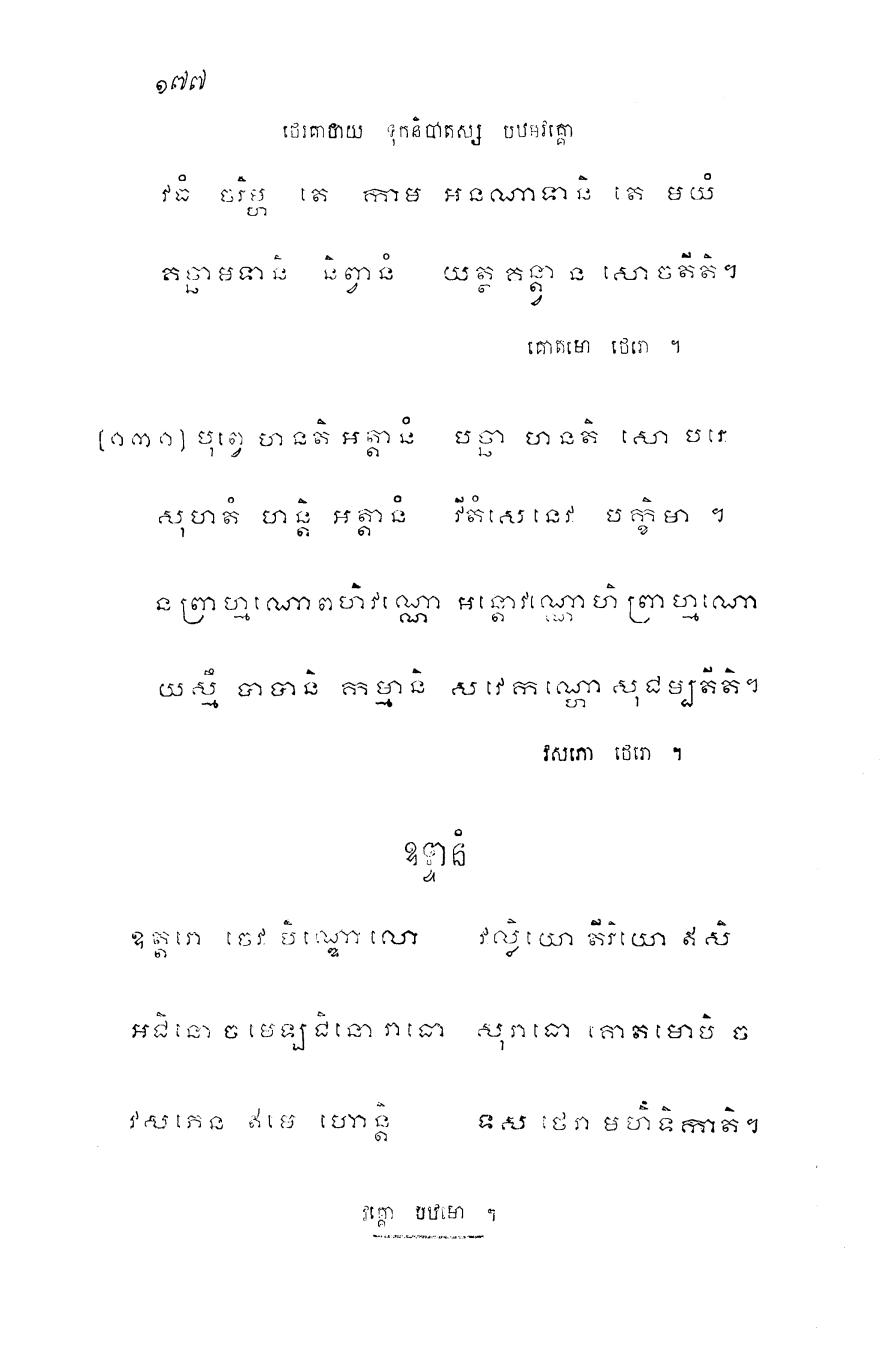 ១៧៧
ថេរគាថាយ ទុកនិបាតស្ស បឋមវគ្គោ
វធំ ចរិម្ហ តេ កាម អនណាទានិ តេ មយំ
គច្ឆាមទានិ និព្វានំ យត្ថ គន្ត្វា ន សោចតីតិ។
គោតមោ ថេរោ ។
[១៣១] បុព្វេ ហនតិ អត្តានំ បច្ឆា ហនតិ សោ បរេ
សុហតំ ហន្តិ អត្តានំ វីតំសេនេវ បក្ខិមា ។
ន ព្រាហ្មណោ ពហិវណ្ណោ អន្តោវណ្ណោ ហិ ព្រាហ្មណោ
យស្មឹ បាបានិ កម្មានិ ស វេ កណ្ហោ សុជម្បតីតិ។
វសភោ ថេរោ ។
ឧទ្ទានំ
ឧត្តរោ ចេវ បិណ្ឌោលោ វល្លិយោ តីរិយោ ឥសិ
អជិនោ ច មេឡជិនោ រាធោ សុរាធោ គោតមោបិ ច
វសភេន ឥមេ ហោន្តិ ទស ថេរា មហិទ្ធិកាតិ។
វគ្គោ បឋមោ ។